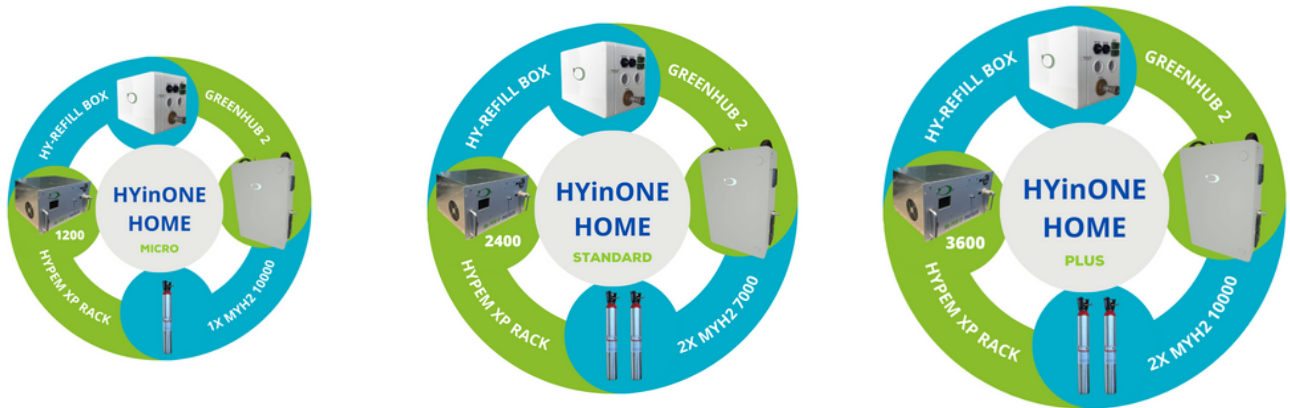 HY-REFILL BOX
GREENHUB 2
HYinONE
HOME
MICRO
1200
HYPEM XP RACK
1X MYH2 10000
HY-REFILL BOX
GREENHUB 2
HYinONE
HOME
STANDARD
2400
HYPEM XP RACK
2X MYH2 7000
HY-REFILL BOX
GREENHUB 2
HYinONE
HOME
PLUS
3600
HYPEM XP RACK
2X MYH2 10000